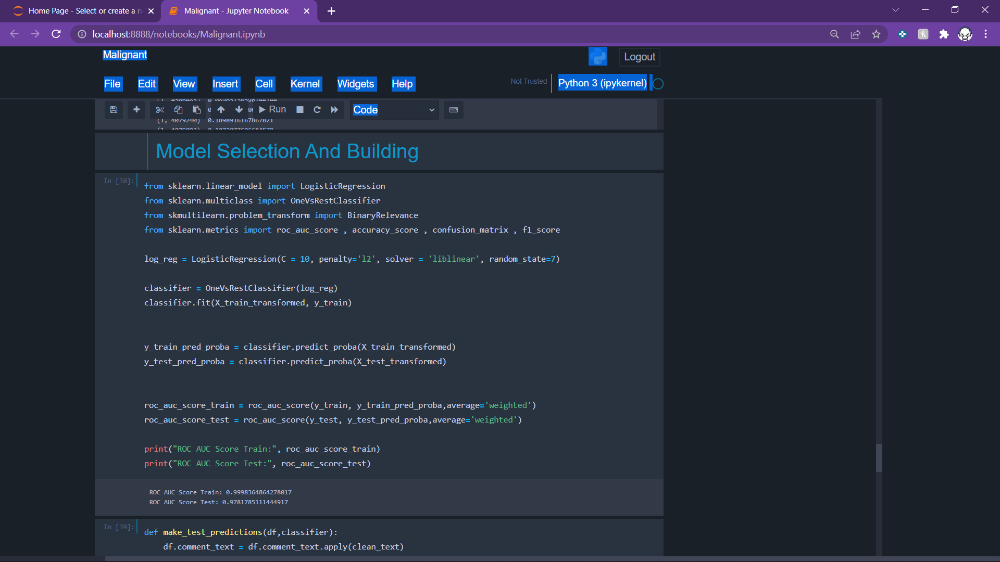 Home Page - Select or create a n
Malignant - Jupyter Notebook
localhost:8888/notebooks/Malignant.ipynb
Malignant
Logout
File Edit View Insert Cell Kernel Widgets Help
Not Trusted
Python 3 (ipykernel)
Run
Code
(1, 4079240) 0.1898916167867821
Model Selection And Building
In [38]:
from sklearn.linear_model import LogisticRegression
from sklearn.multiclass import OneVsRestClassifier
from skmultilearn.problem_transform import BinaryRelevance
from sklearn.metrics import roc_auc_score , accuracy_score , confusion_matrix , f1_score
log_reg = LogisticRegression(C = 10, penalty='l2', solver = 'liblinear', random_state=7)
classifier = OneVsRestClassifier(log_reg)
classifier.fit(X_train_transformed, y_train)
y_train_pred_proba = classifier.predict_proba(X_train_transformed)
y_test_pred_proba = classifier.predict_proba(X_test_transformed)
roc_auc_score_train = roc_auc_score(y_train, y_train_pred_proba,average='weighted')
roc_auc_score_test = roc_auc_score(y_test, y_test_pred_proba,average='weighted')
print("ROC AUC Score Train:", roc_auc_score_train)
print("ROC AUC Score Test:", roc_auc_score_test)
ROC AUC Score Train: 0.9998364864278017
ROC AUC Score Test: 0.9781785111444917
In [39]:
def make_test_predictions(df,classifier):
df.comment_text = df.comment_text.apply(clean_text)